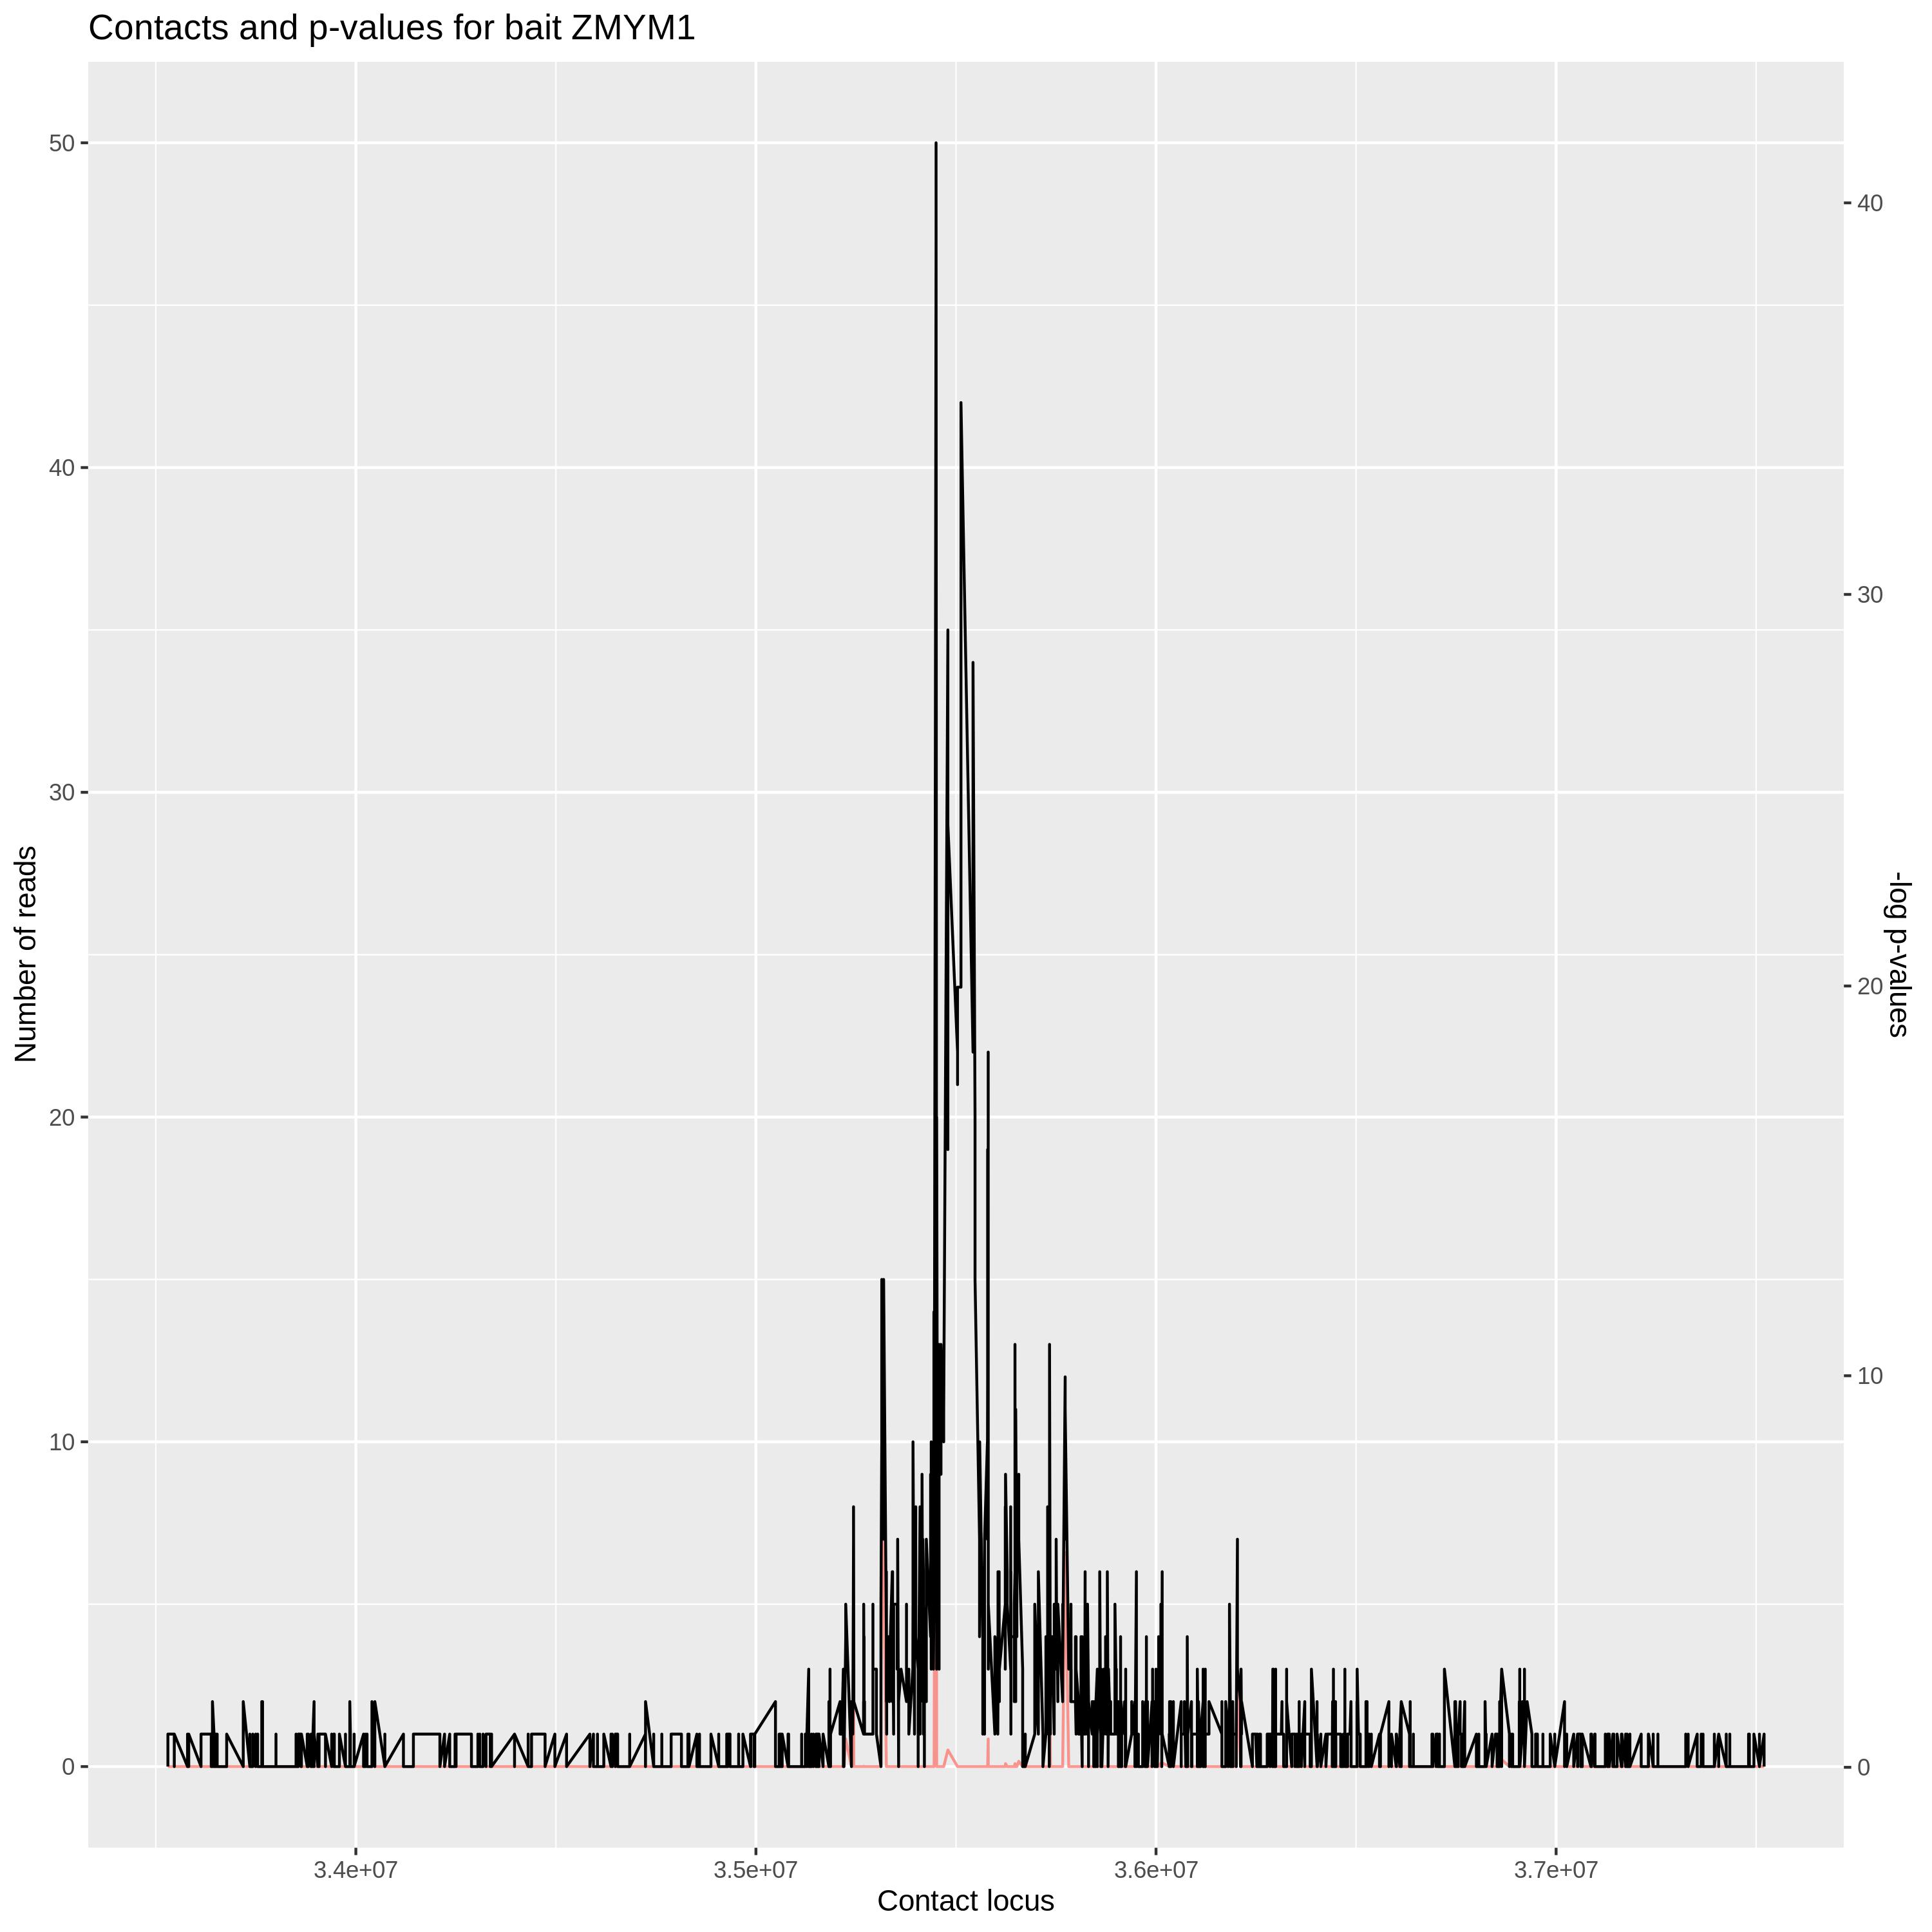 Contacts and p-values for bait ZMYM1
50
40
30
20
10
0
Number of reads
40
30
20
10
0
-log p-values
3.4e+07
3.5e+07
3.6e+07
3.7e+07
Contact locus